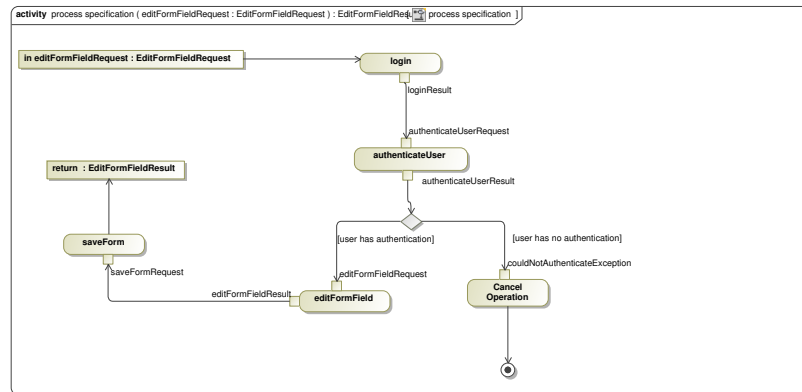 activity process specification ( editFormFieldRequest : EditFormFieldRequest ) : EditFormFieldResult[ process specification ]
in editFormFieldRequest : EditFormFieldRequest
login
loginResult
authenticateUserRequest
authenticateUser
authenticateUserResult
return : EditFormFieldResult
saveForm
saveFormRequest
[user has authentication]
[user has no authentication]
editFormFieldRequest
couldNotAuthenticateException
editFormFieldResult
editFormField
Cancel
Operation